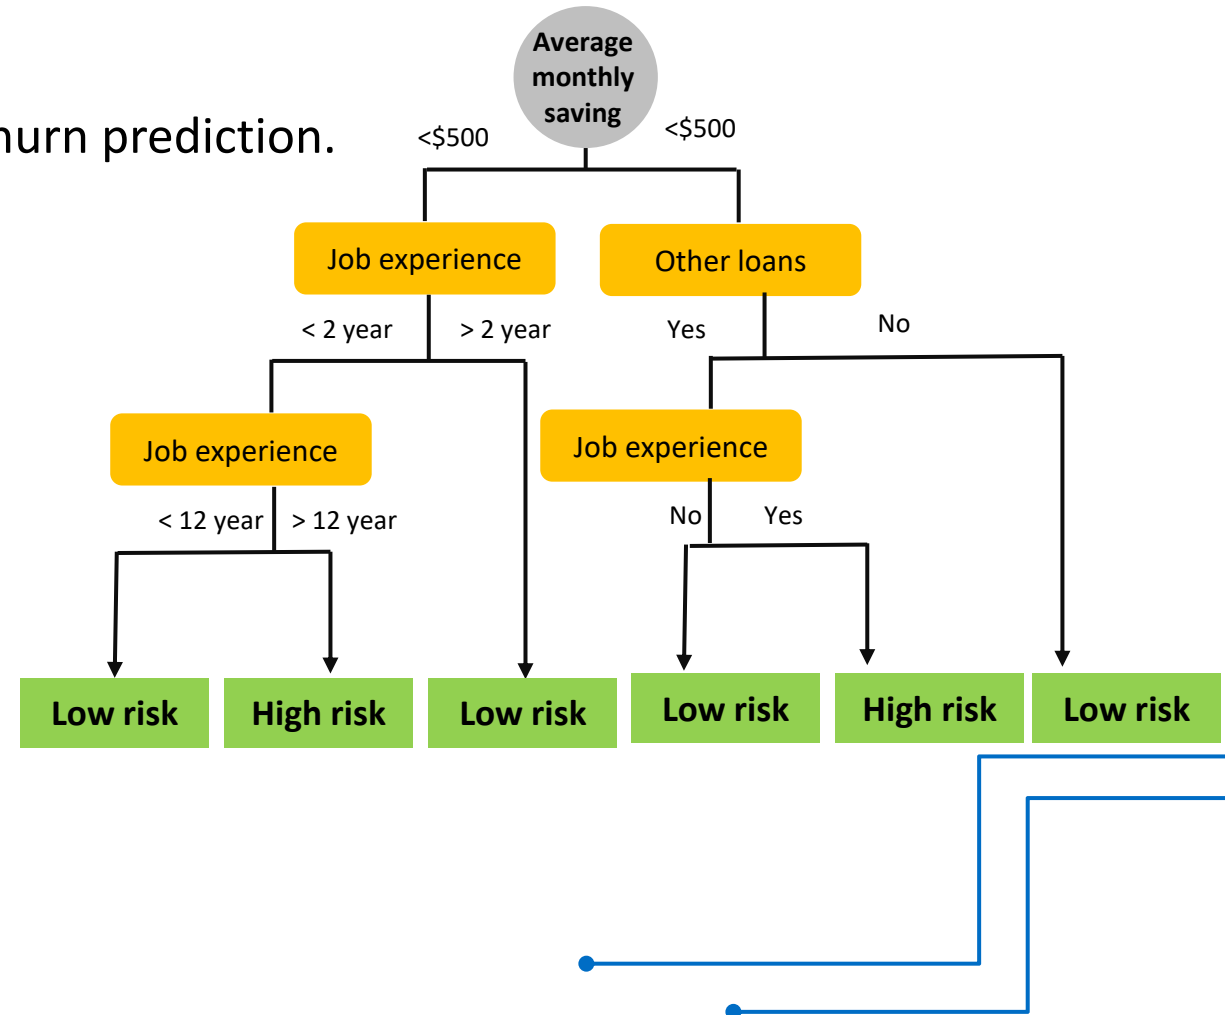 Average
monthly
saving
hurn prediction.
<$500
<$500
Job experience
Other loans
< 2 year
> 2 year
Yes
No
Job experience
Job experience
< 12 year
> 12 year
No
Yes
Low risk
High risk
Low risk
Low risk
High risk
Low risk